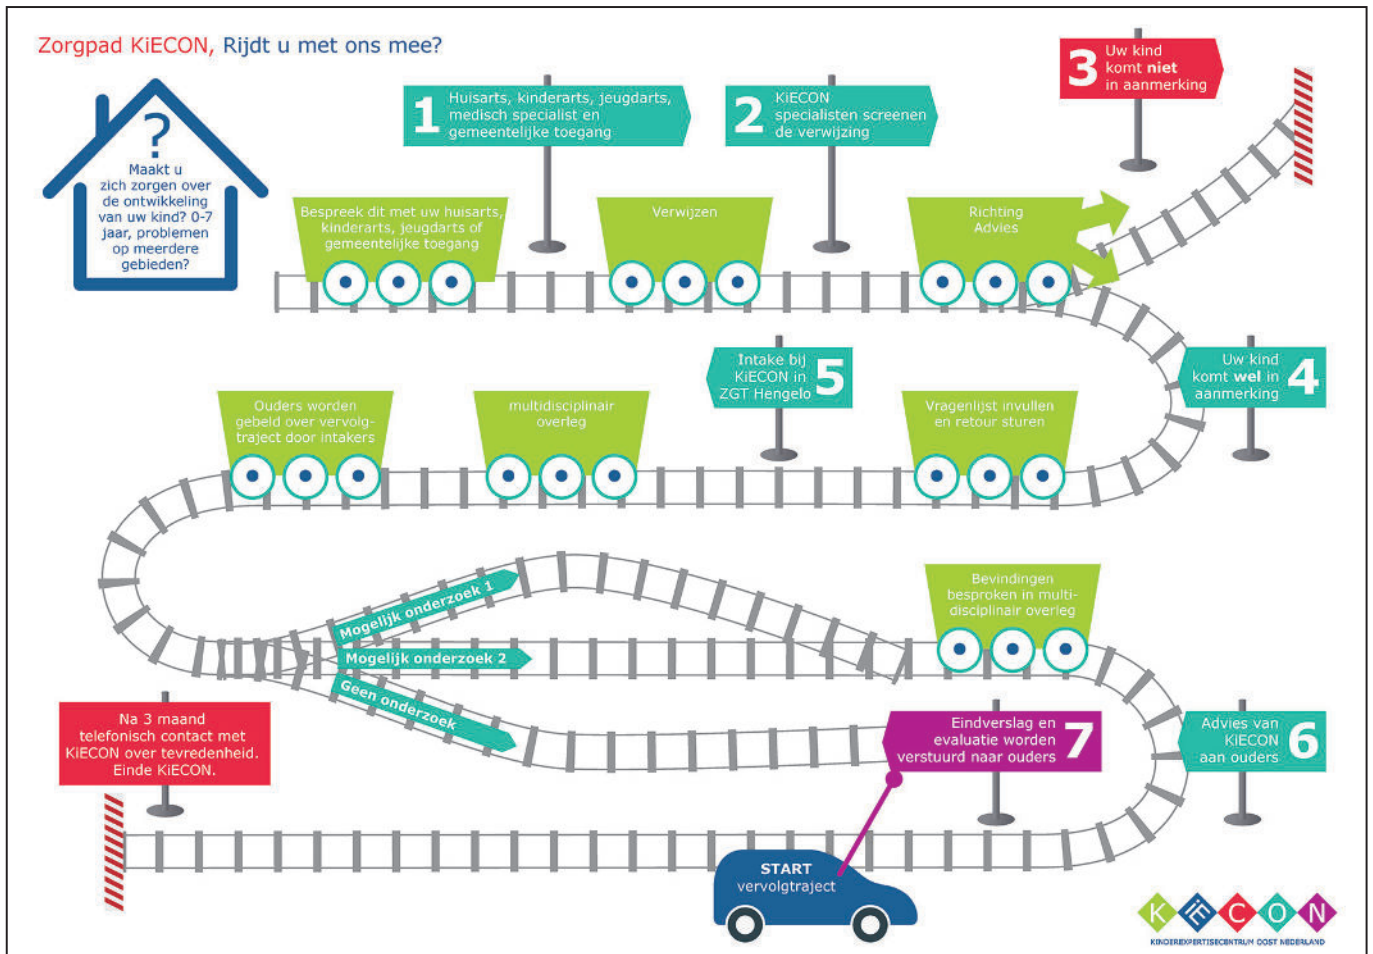 Zorgpad KiECON, Rijdt u met ons mee?
?
Maakt u
zich zorgen over
de ontwikkeling
van uw kind? 0-7
jaar, problemen
op meerdere
gebieden?
1
Huisarts, kinderarts, jeugdarts,
medisch specialist en
gemeentelijke toegang
2
KiECON
specialisten screenen
de verwijzing
3
Uw kind
komt niet
in aanmerking
Bespreek dit met uw huisarts,
kinderarts, jeugdarts of
gemeentelijke toegang
Verwijzen
Richting
Advies
Uw kind
komt wel in
aanmerking
4
Intake bij
KiECON in
ZGT Hengelo
5
Vragenlijst invullen
en retour sturen
multidisciplinair
overleg
Ouders worden
gebeld over vervolg-
traject door intakers
Mogelijk onderzoek 1
Mogelijk onderzoek 2
Geen onderzoek
Bevindingen
besproken in multi-
disciplinair overleg
Advies van
KiECON
aan ouders
6
Eindverslag en
evaluatie worden
verstuurd naar ouders
7
Na 3 maand
telefonisch contact met
KiECON over tevredenheid.
Einde KiECON.
START
vervolgtraject
KiECON
KINDEREXPERTISECENTRUM OOST NEDERLAND